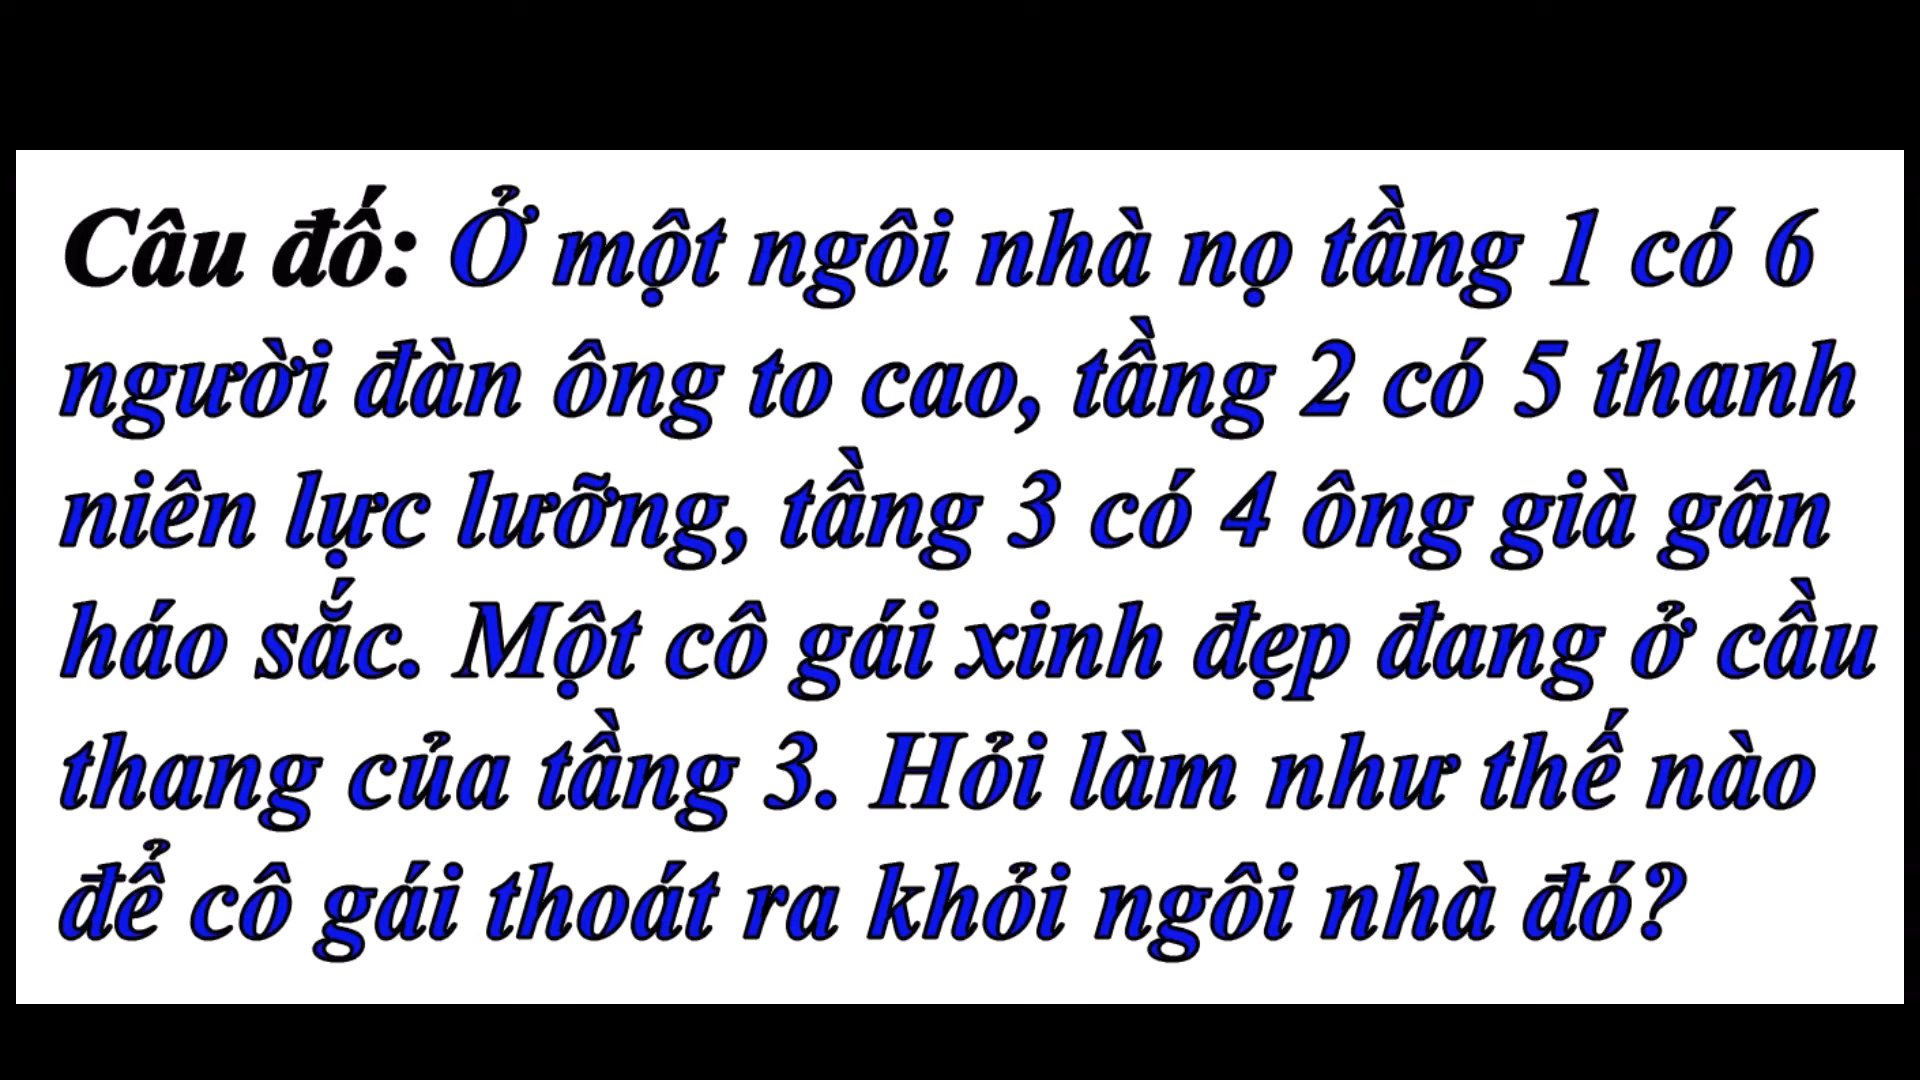 Câu đố: Ở một ngôi nhà nọ tầng 1 có 6
người đàn ông to cao, tầng 2 có 5 thanh
niên lực lưỡng, tầng 3 có 4 ông già gân
háo sắc. Một cô gái xinh đẹp đang ở cầu
thang của tầng 3. Hỏi làm như thế nào
để cô gái thoát ra khỏi ngôi nhà đó?